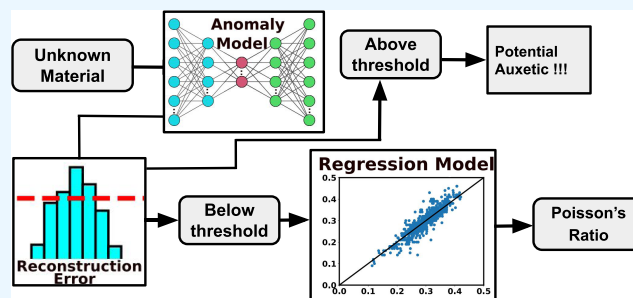 Unknown
Material
Anomaly
Model
Above
threshold
Potential
Auxetic !!!
Reconstruction
Error
Below
threshold
Regression Model
0.5
0.4
0.3
0.2
0.1
0.0
0.0 0.1 0.2 0.3 0.4 0.5
Poisson's
Ratio